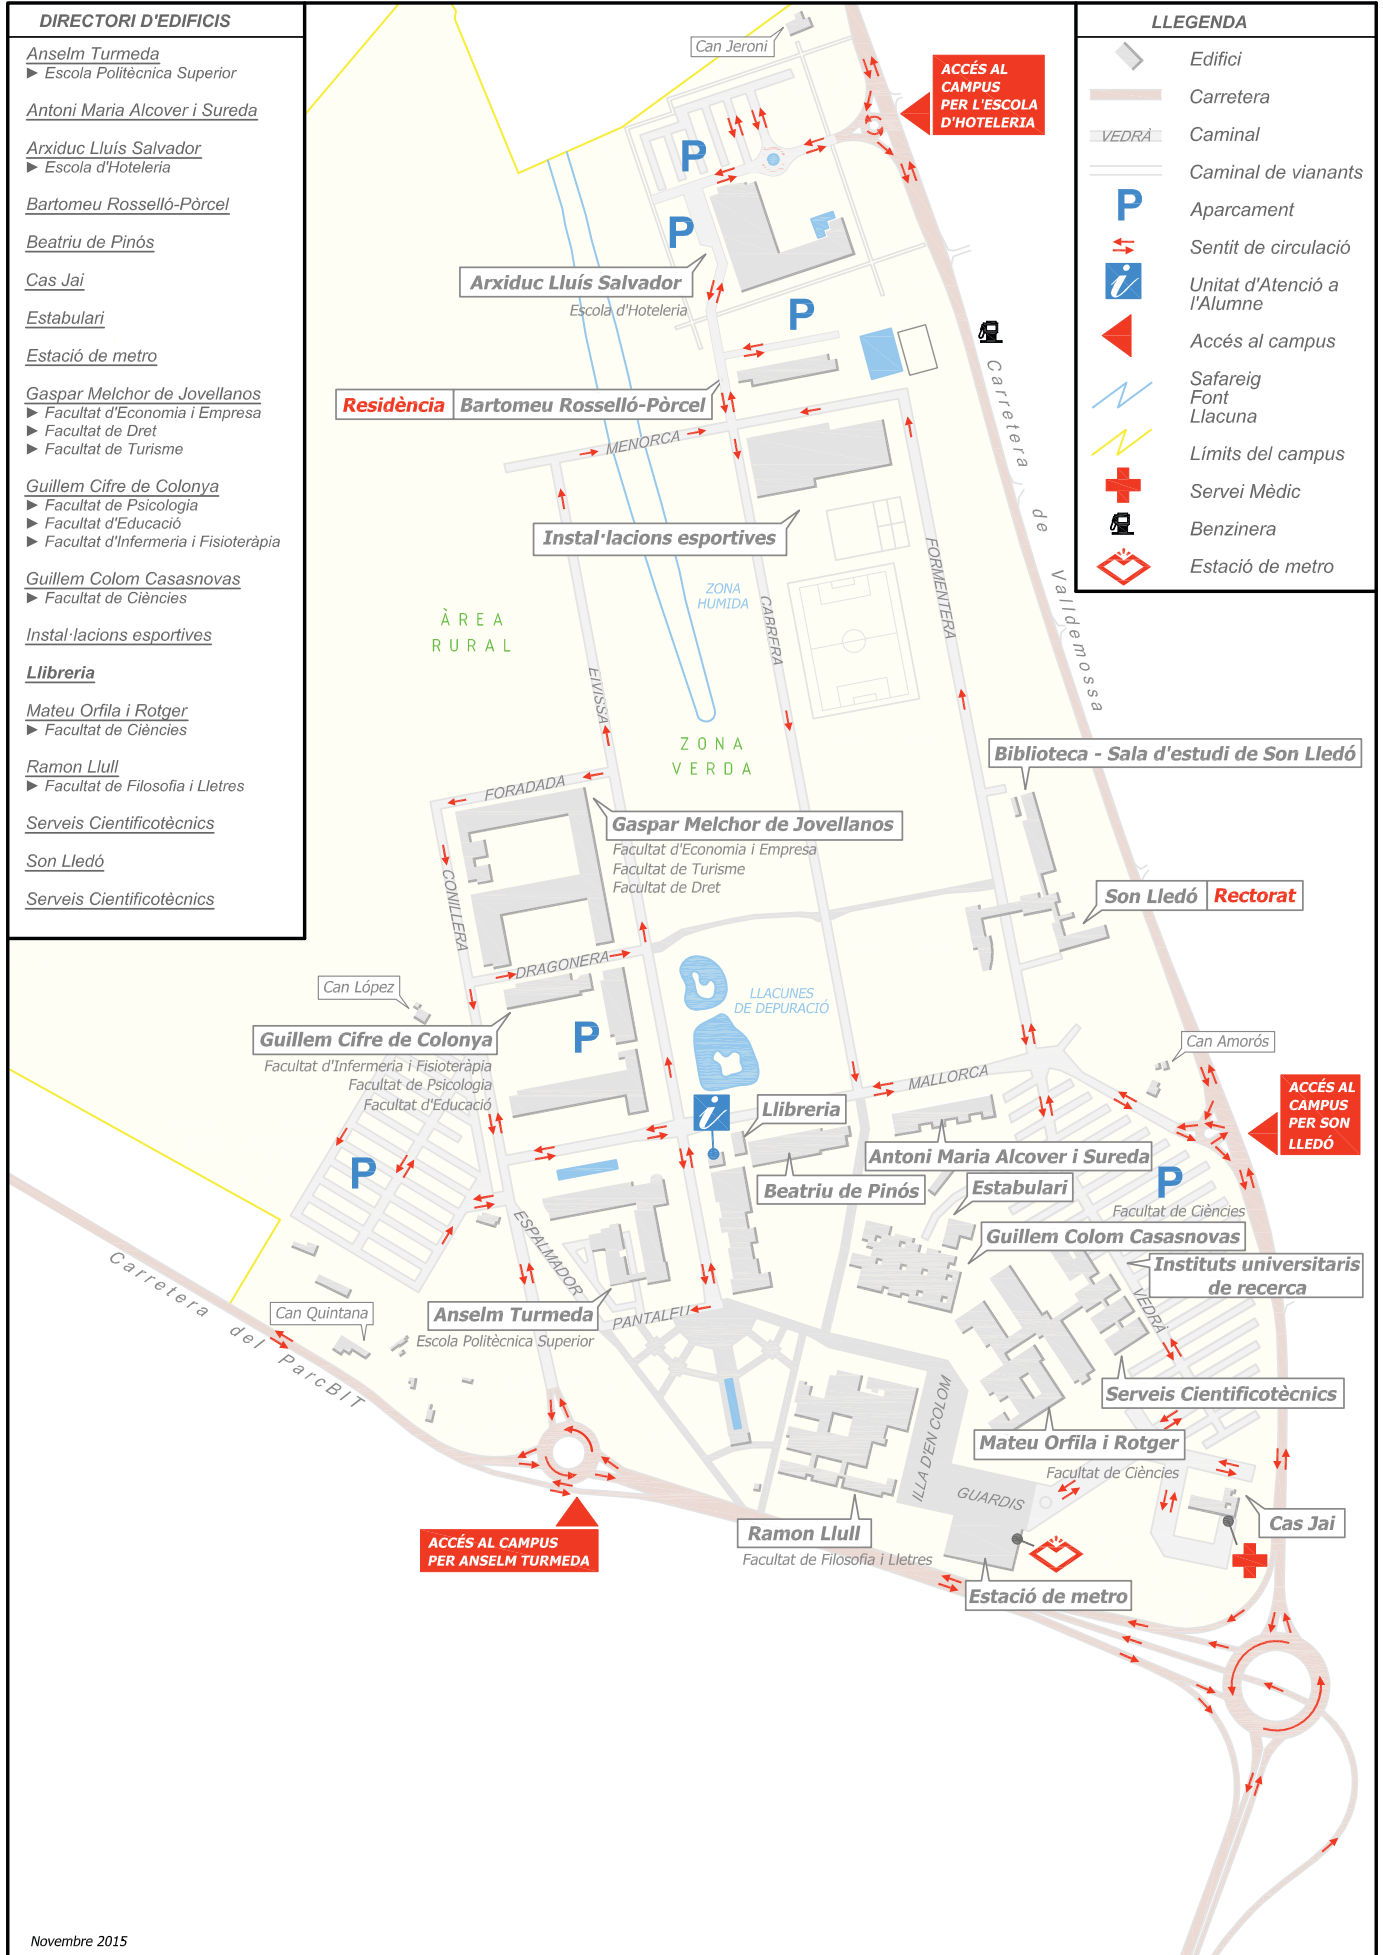 DIRECTORI D'EDIFICIS
Anselm Turmeda
► Escola Politècnica Superior
Antoni Maria Alcover i Sureda
Arxiduc Lluís Salvador
► Escola d'Hoteleria
Bartomeu Rosselló-Pòrcel
Beatriu de Pinós
Cas Jai
Estabulari
Estació de metro
Gaspar Melchor de Jovellanos
► Facultat d'Economia i Empresa
► Facultat de Dret
► Facultat de Turisme
Guillem Cifre de Colonya
► Facultat de Psicologia
► Facultat d'Educació
► Facultat d'Infermeria i Fisioteràpia
Guillem Colom Casasnovas
► Facultat de Ciències
Instal·lacions esportives
Llibreria
Mateu Orfila i Rotger
► Facultat de Ciències
Ramon Llull
► Facultat de Filosofia i Lletres
Serveis Cientificotècnics
Son Lledó
Serveis Cientificotècnics
LLEGENDA
Edifici
Carretera
VEDRÀ
Caminal
Caminal de vianants
P
Aparcament
Sentit de circulació
i
Unitat d'Atenció a
l'Alumne
Accés al campus
Safareig
Font
Llacuna
Límits del campus
Servei Mèdic
Benzinera
Estació de metro
Can Jeroni
ACCÉS AL
CAMPUS
PER L'ESCOLA
D'HOTELERIA
P
P
Arxiduc Lluís Salvador
Escola d'Hoteleria
P
Carretera de Valldemossa
Residència
Bartomeu Rosselló-Pòrcel
MENORCA
Instal·lacions esportives
FORMENTERA
ZONA
HUMIDA
CABRERA
ÀREA
RURAL
EIVISSA
ZONA
VERDA
Biblioteca - Sala d'estudi de Son Lledó
FORADADA
Gaspar Melchor de Jovellanos
Facultat d'Economia i Empresa
Facultat de Turisme
Facultat de Dret
CONILLERA
Son Lledó
Rectorat
DRAGONERA
Can López
LLACUNES
DE DEPURACIÓ
Guillem Cifre de Colonya
Facultat d'Infermeria i Fisioteràpia
Facultat de Psicologia
Facultat d'Educació
P
Can Amorós
MALLORCA
ACCÉS AL
CAMPUS
PER SON
LLEDÓ
i
Llibreria
Antoni Maria Alcover i Sureda
P
P
Beatriu de Pinós
Estabulari
Facultat de Ciències
Guillem Colom Casasnovas
ESPALMADOR
Instituts universitaris
de recerca
Carretera del ParcBIT
Can Quintana
Anselm Turmeda
Escola Politècnica Superior
PANTALEU
VEDRÀ
Serveis Cientificotècnics
ILLA D'EN COLOM
Mateu Orfila i Rotger
Facultat de Ciències
GUARDIS
Ramon Llull
Facultat de Filosofia i Lletres
Cas Jai
ACCÉS AL CAMPUS
PER ANSELM TURMEDA
Estació de metro
Novembre 2015